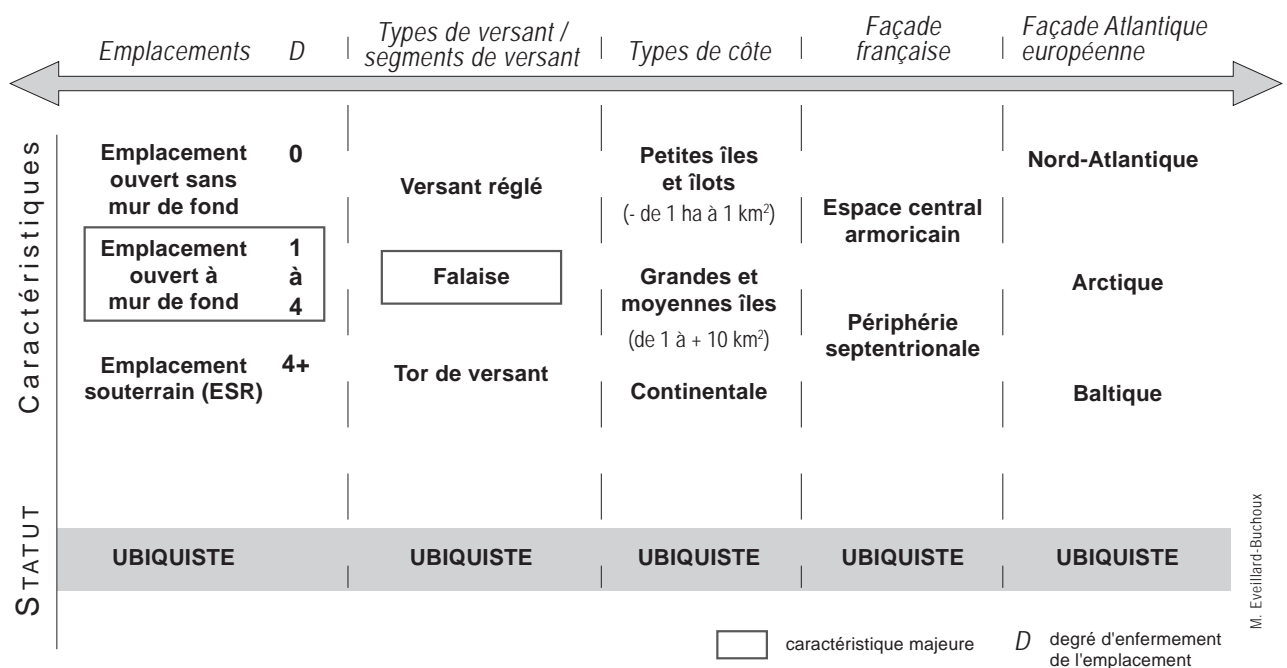 Emplacements D
Types de versant /
segments de versant
Types de côte
Façade
française
Façade Atlantique
européenne
Caractéristiques
Emplacement
ouvert sans
mur de fond
0
Emplacement
ouvert à
mur de fond
1
à
4
Emplacement
souterrain (ESR)
4+
Versant réglé
Falaise
Tor de versant
Petites îles
et îlots
(- de 1 ha à 1 km²)
Grandes et
moyennes îles
(de 1 à + 10 km²)
Continentale
Espace central
armoricain
Périphérie
septentrionale
Nord-Atlantique
Arctique
Baltique
STATUT
UBIQUISTE UBIQUISTE UBIQUISTE UBIQUISTE UBIQUISTE
M. Eveillard-Buchoux
caractéristique majeure
D degré d'enfermement
de l'emplacement